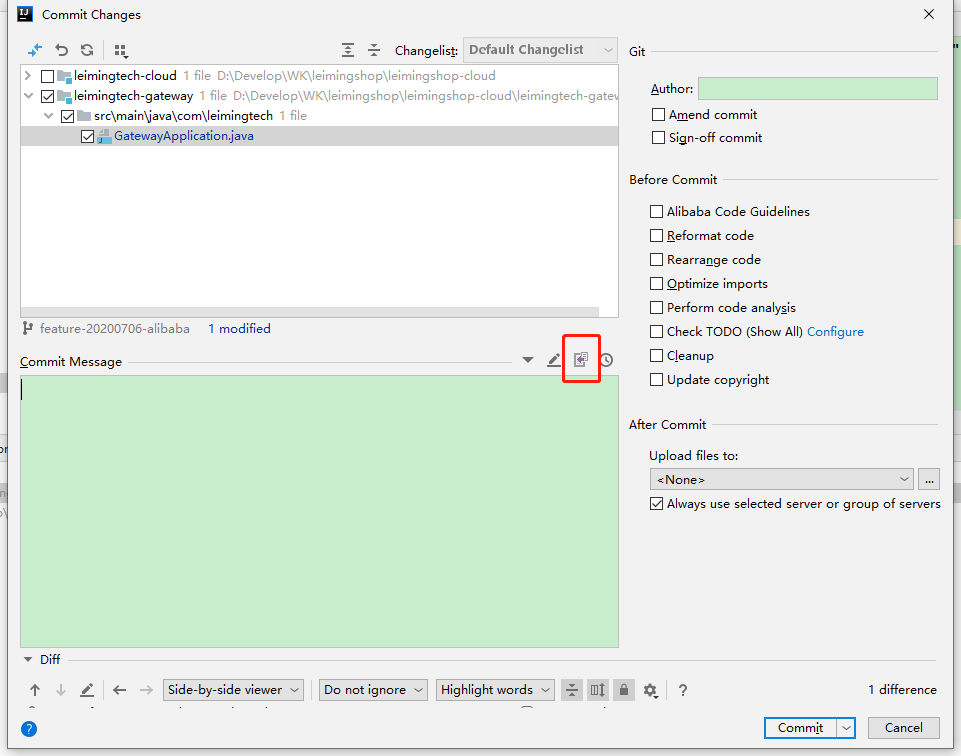 Commit Changes
Changelist: Default Changelist
leimingtech-cloud 1 file D:\Develop\WK\leimingshop\leimingshop-cloud
leimingtech-gateway 1 file D:\Develop\WK\leimingshop\leimingshop-cloud\leimingtech-gatew
src\main\java\com\leimingtech 1 file
GatewayApplication.java
feature-20200706-alibaba 1 modified
Commit Message
Git
Author:
Amend commit
Sign-off commit
Before Commit
Alibaba Code Guidelines
Reformat code
Rearrange code
Optimize imports
Perform code analysis
Check TODO (Show All) Configure
Cleanup
Update copyright
After Commit
Upload files to:
<None>
...
Always use selected server or group of servers
Diff
Side-by-side viewer Do not ignore Highlight words ? 1 difference
? Commit Cancel